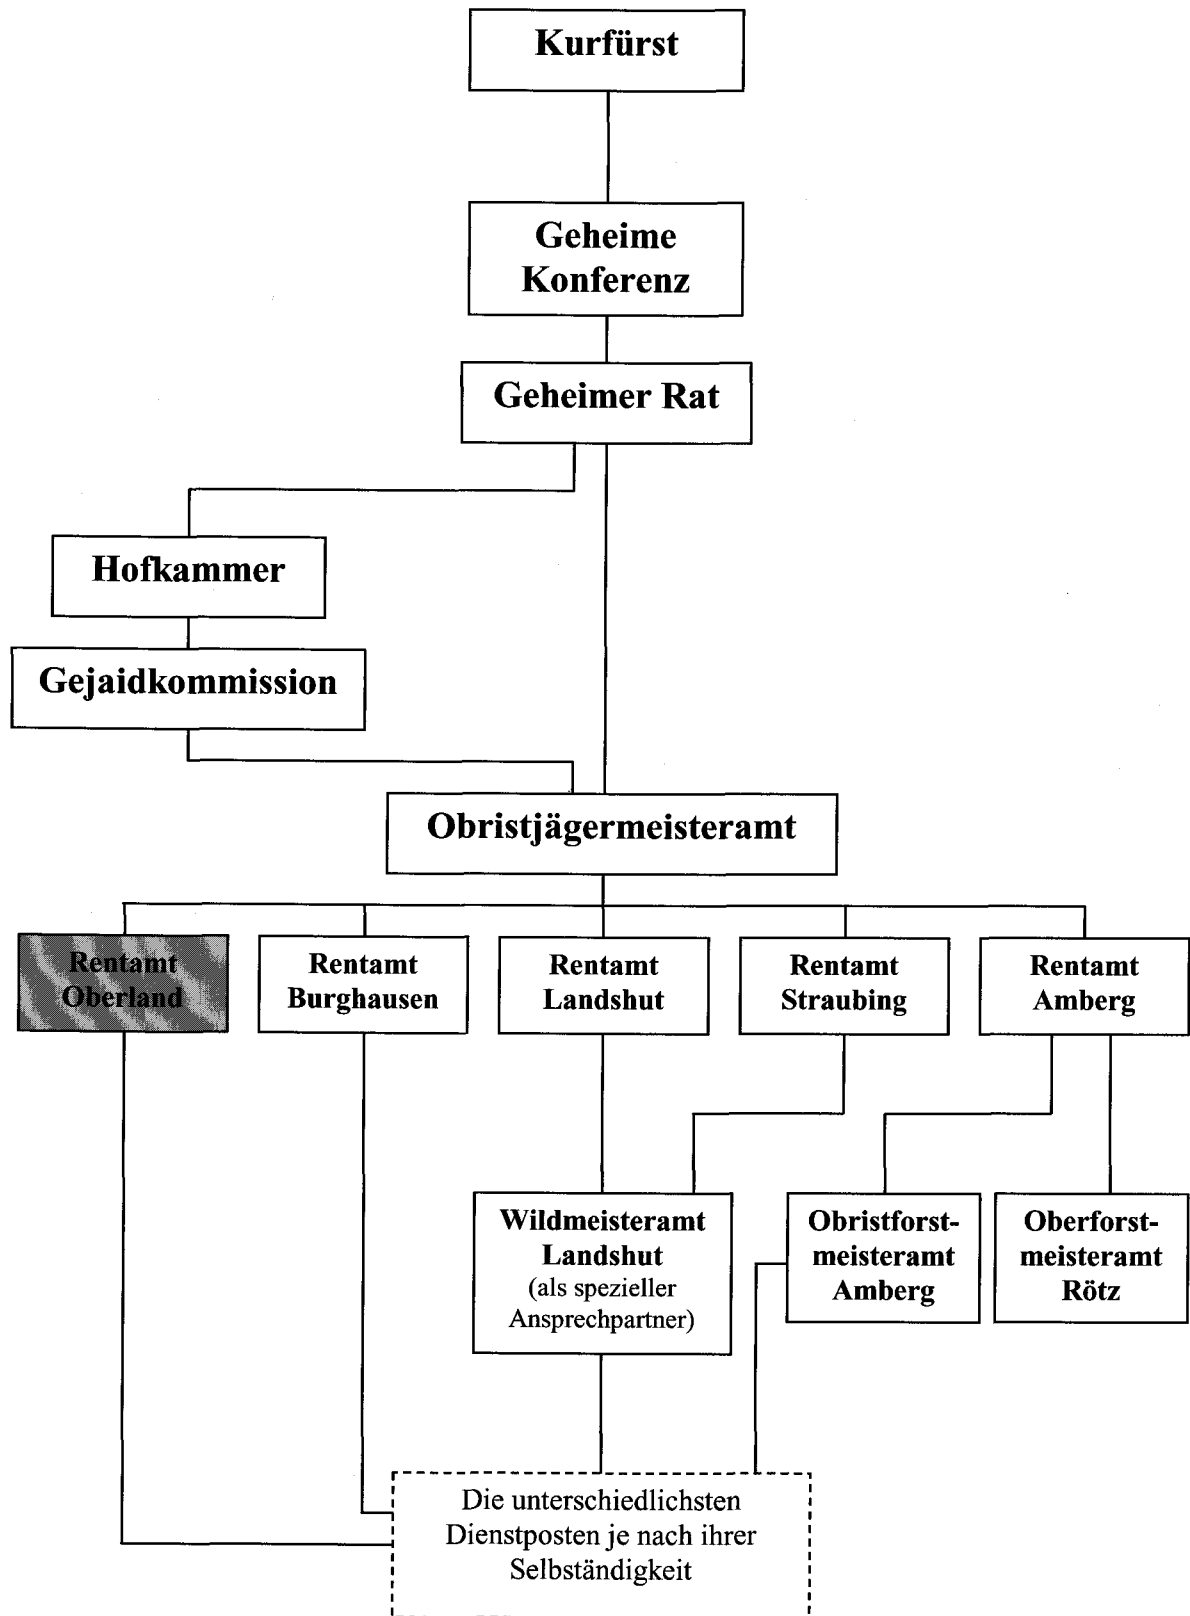 Kurfürst
Geheime
Konferenz
Geheimer Rat
Hofkammer
Gejaidkommission
Obristjägermeisteramt
Rentamt
Oberland
Rentamt
Burghausen
Rentamt
Landshut
Rentamt
Straubing
Rentamt
Amberg
Wildmeisteramt
Landshut
(als spezieller
Ansprechpartner)
Obristforst-
meisteramt
Amberg
Oberforst-
meisteramt
Rötz
Die unterschiedlichsten
Dienstposten je nach ihrer
Selbständigkeit